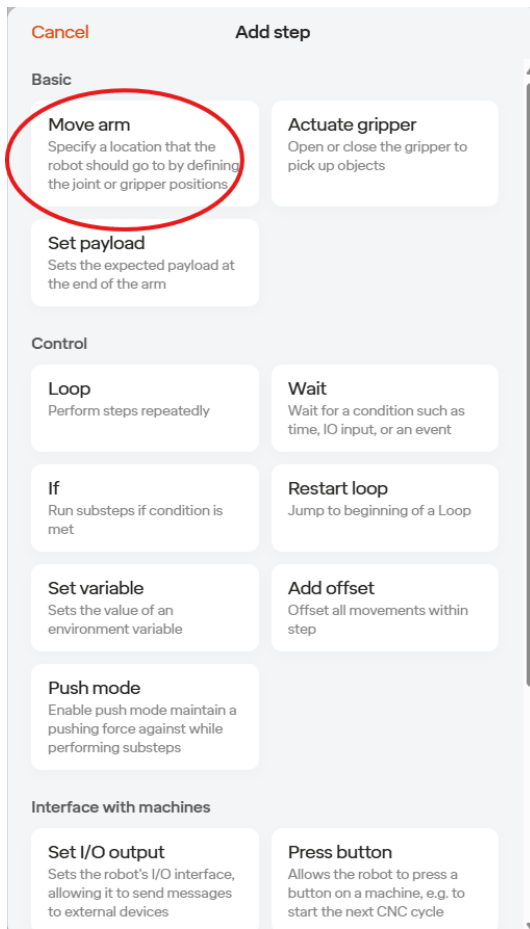 Cancel
Add step
Basic
Move arm
Specify a location that the
robot should go to by defining
the joint or gripper positions
Actuate gripper
Open or close the gripper to
pick up objects
Set payload
Sets the expected payload at
the end of the arm
Control
Loop
Perform steps repeatedly
Wait
Wait for a condition such as
time, IO input, or an event
If
Run substeps if condition is
met
Restart loop
Jump to beginning of a Loop
Set variable
Sets the value of an
environment variable
Add offset
Offset all movements within
step
Push mode
Enable push mode maintain a
pushing force against while
performing substeps
Interface with machines
Set I/O output
Sets the robot's I/O interface,
allowing it to send messages
to external devices
Press button
Allows the robot to press a
button on a machine, e.g. to
start the next CNC cycle